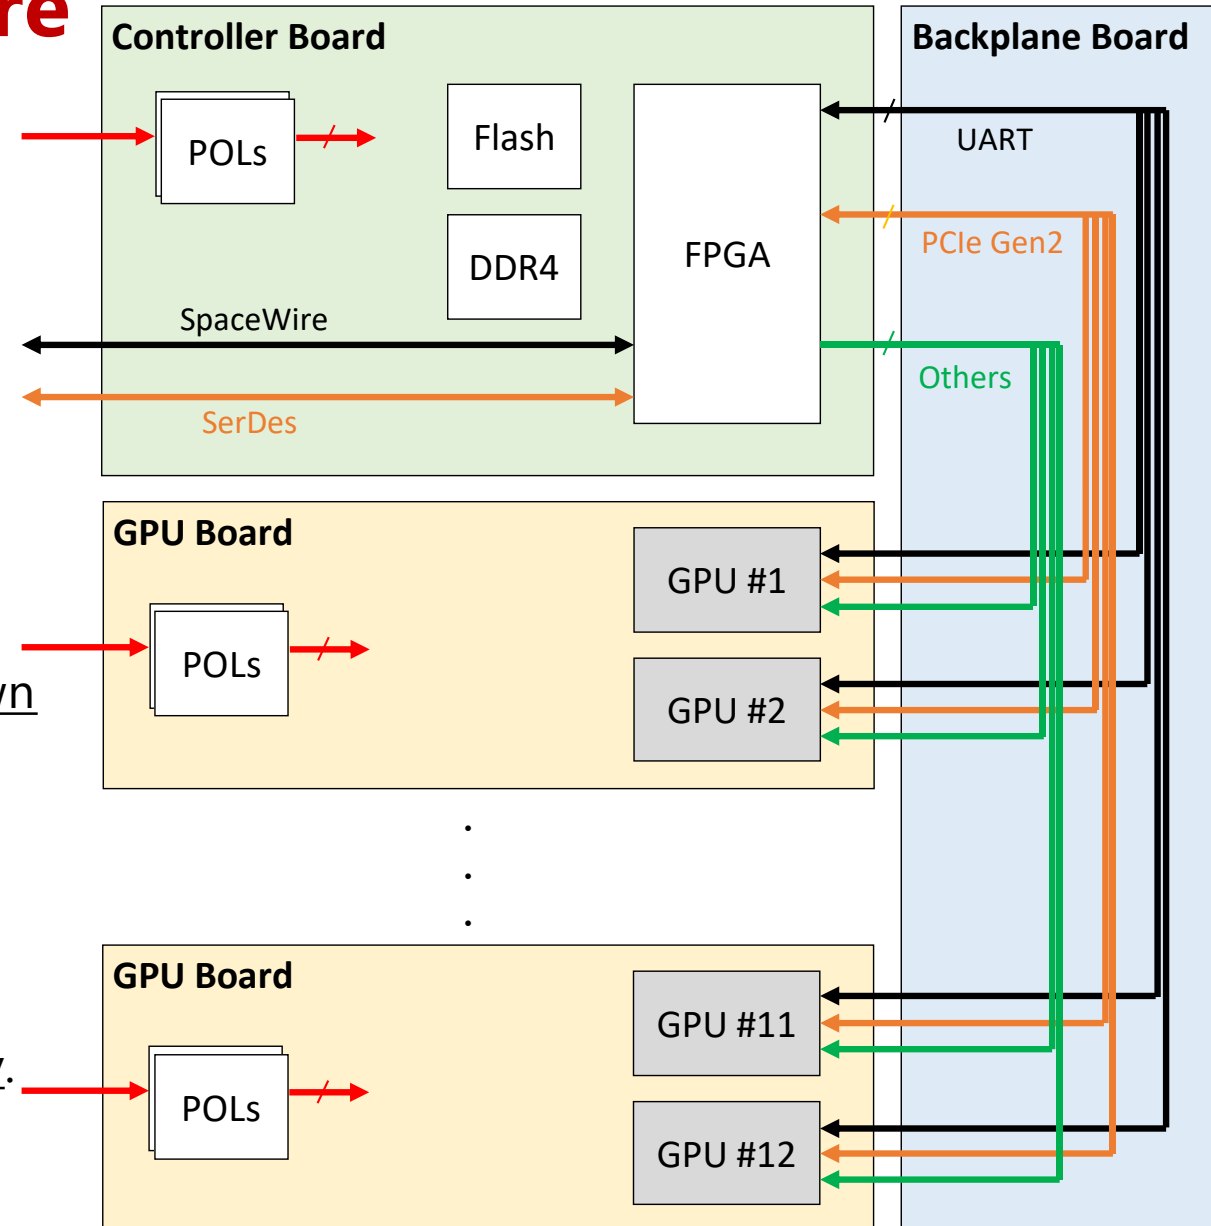 re
Controller Board
Backplane Board
POLs
Flash
DDR4
FPGA
UART
PCIe Gen2
SpaceWire
SerDes
Others
GPU Board
POLs
GPU #1
GPU #2
wn
.
.
.
GPU Board
POLs
GPU #11
GPU #12
.